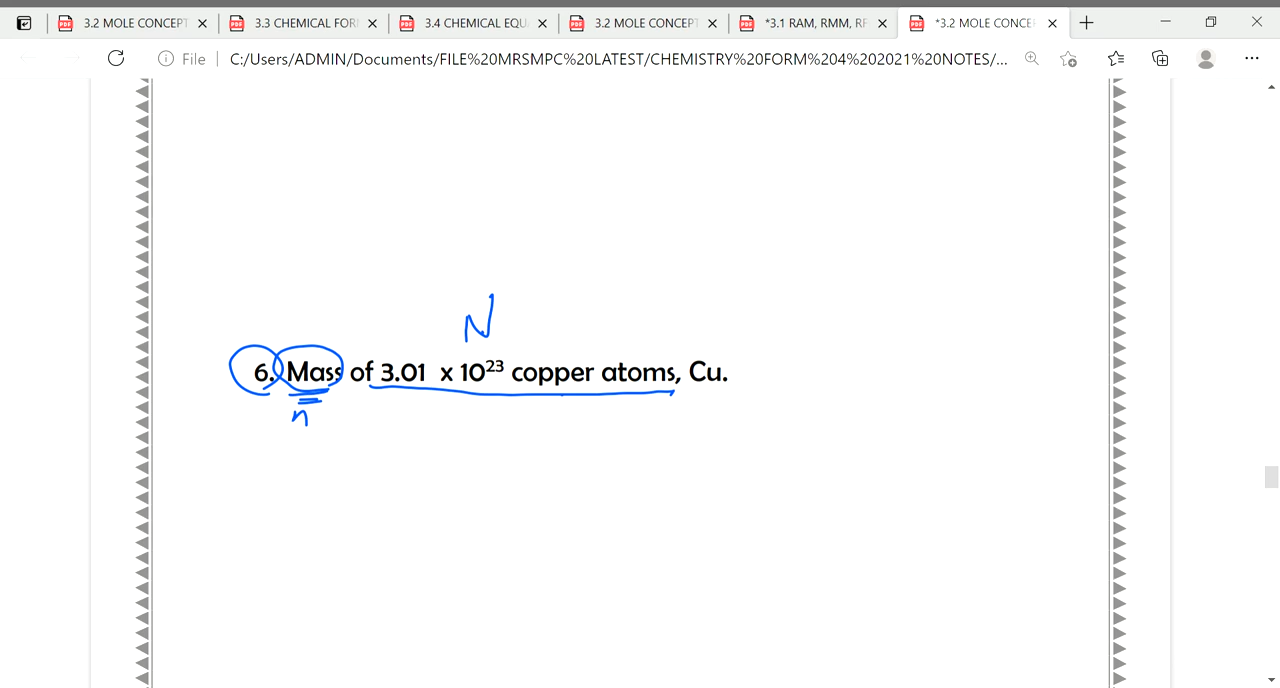 3.2 MOLE CONCEPT
3.3 CHEMICAL FOR
3.4 CHEMICAL EQU
3.2 MOLE CONCEPT
*3.1 RAM, RMM, RF
*3.2 MOLE CONCE
File
C:/Users/ADMIN/Documents/FILE%20MRSMPC%20LATEST/CHEMISTRY%20FORM%204%202021%20NOTES/...
N
6. Mass of 3.01 x 10²³ copper atoms, Cu.
n